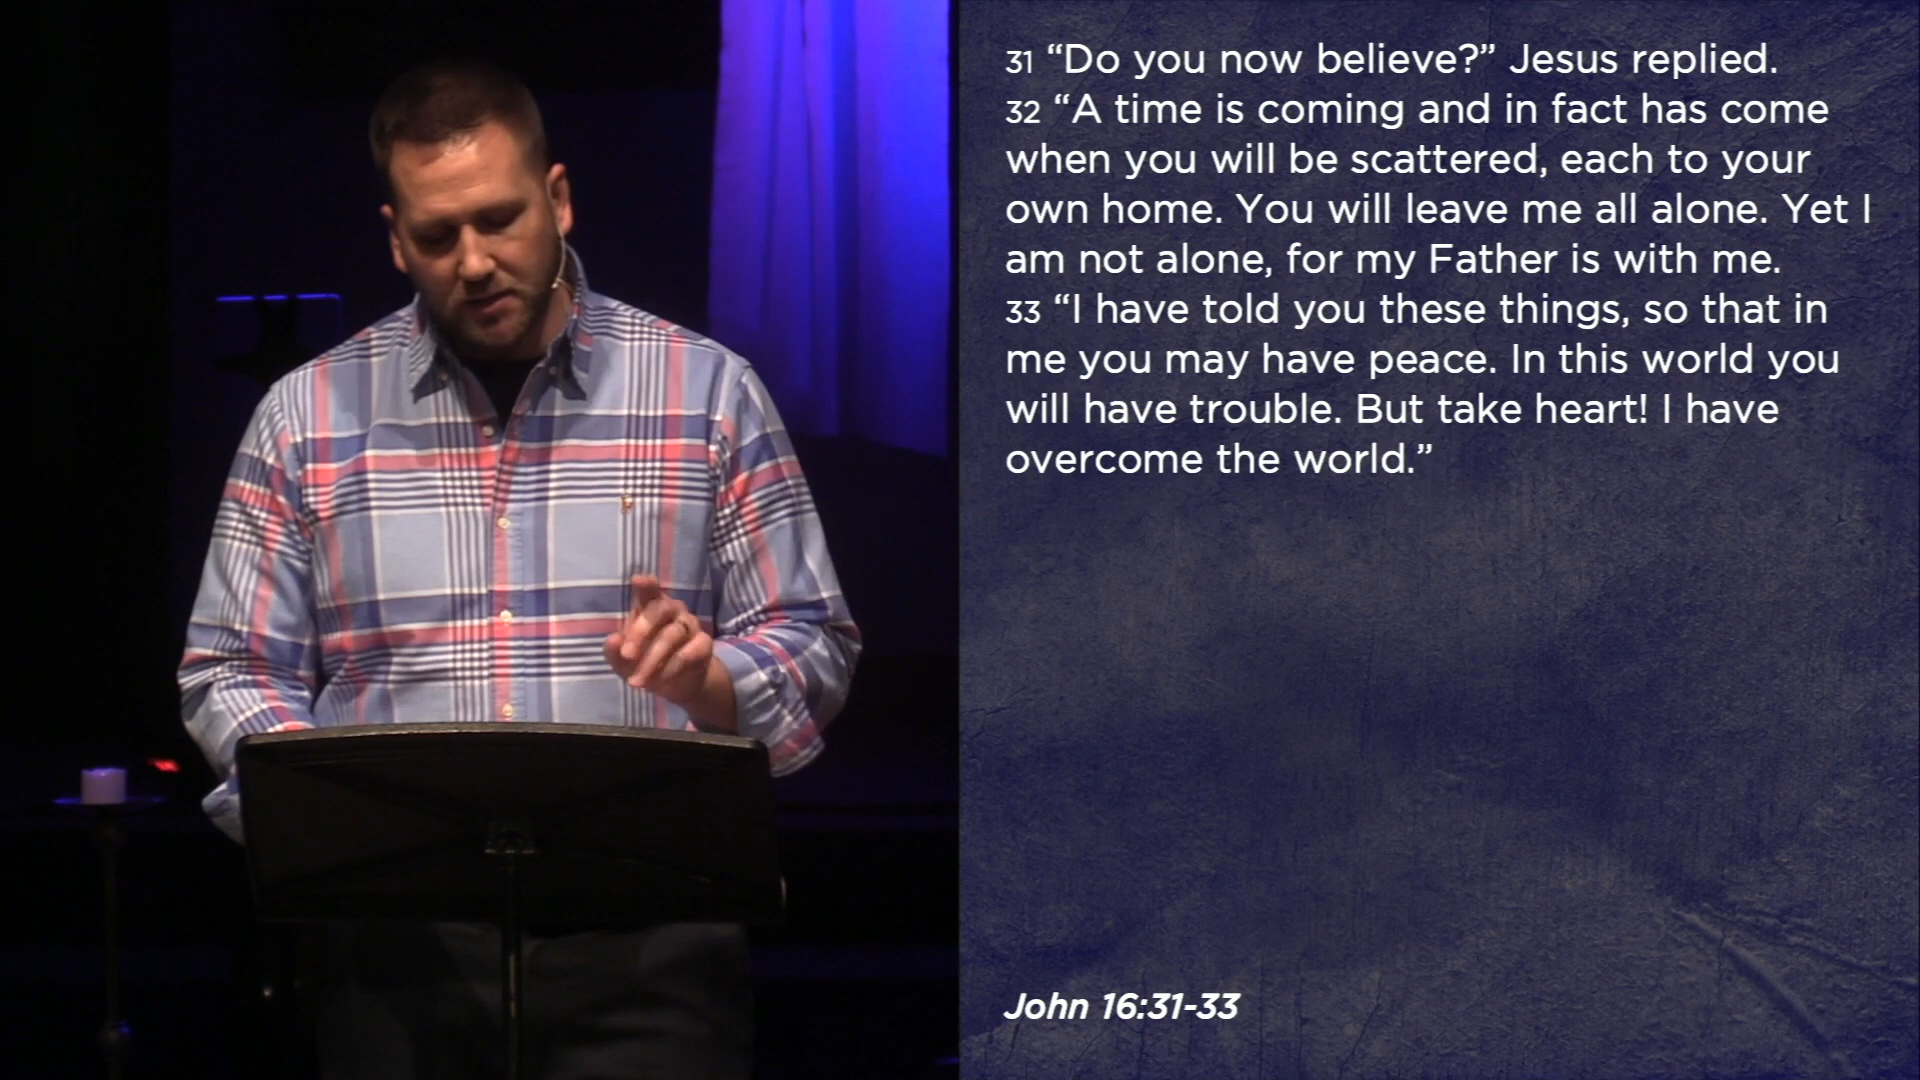 31 “Do you now believe?” Jesus replied.
32 “A time is coming and in fact has come
when you will be scattered, each to your
own home. You will leave me all alone. Yet I
am not alone, for my Father is with me.
33 “I have told you these things, so that in
me you may have peace. In this world you
will have trouble. But take heart! I have
overcome the world.”
John 16:31-33